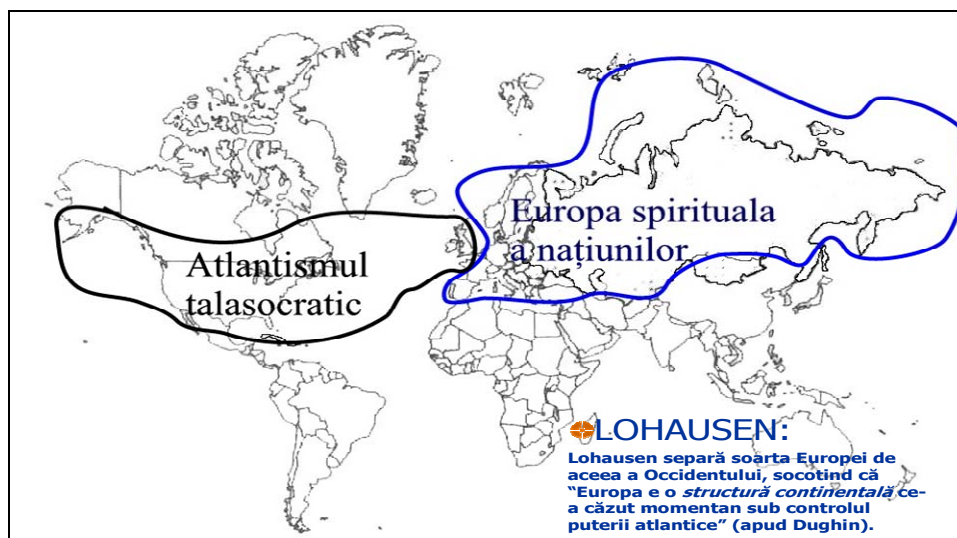 Europa spirituala
a națiunilor
Atlantismul
talasocratic
LOHAUSEN:
Lohausen separă soarta Europei de
aceea a Occidentului, socotind că
“Europa e o structură continentală ce-
a căzut momentan sub controlul
puterii atlantice” (apud Dughin).